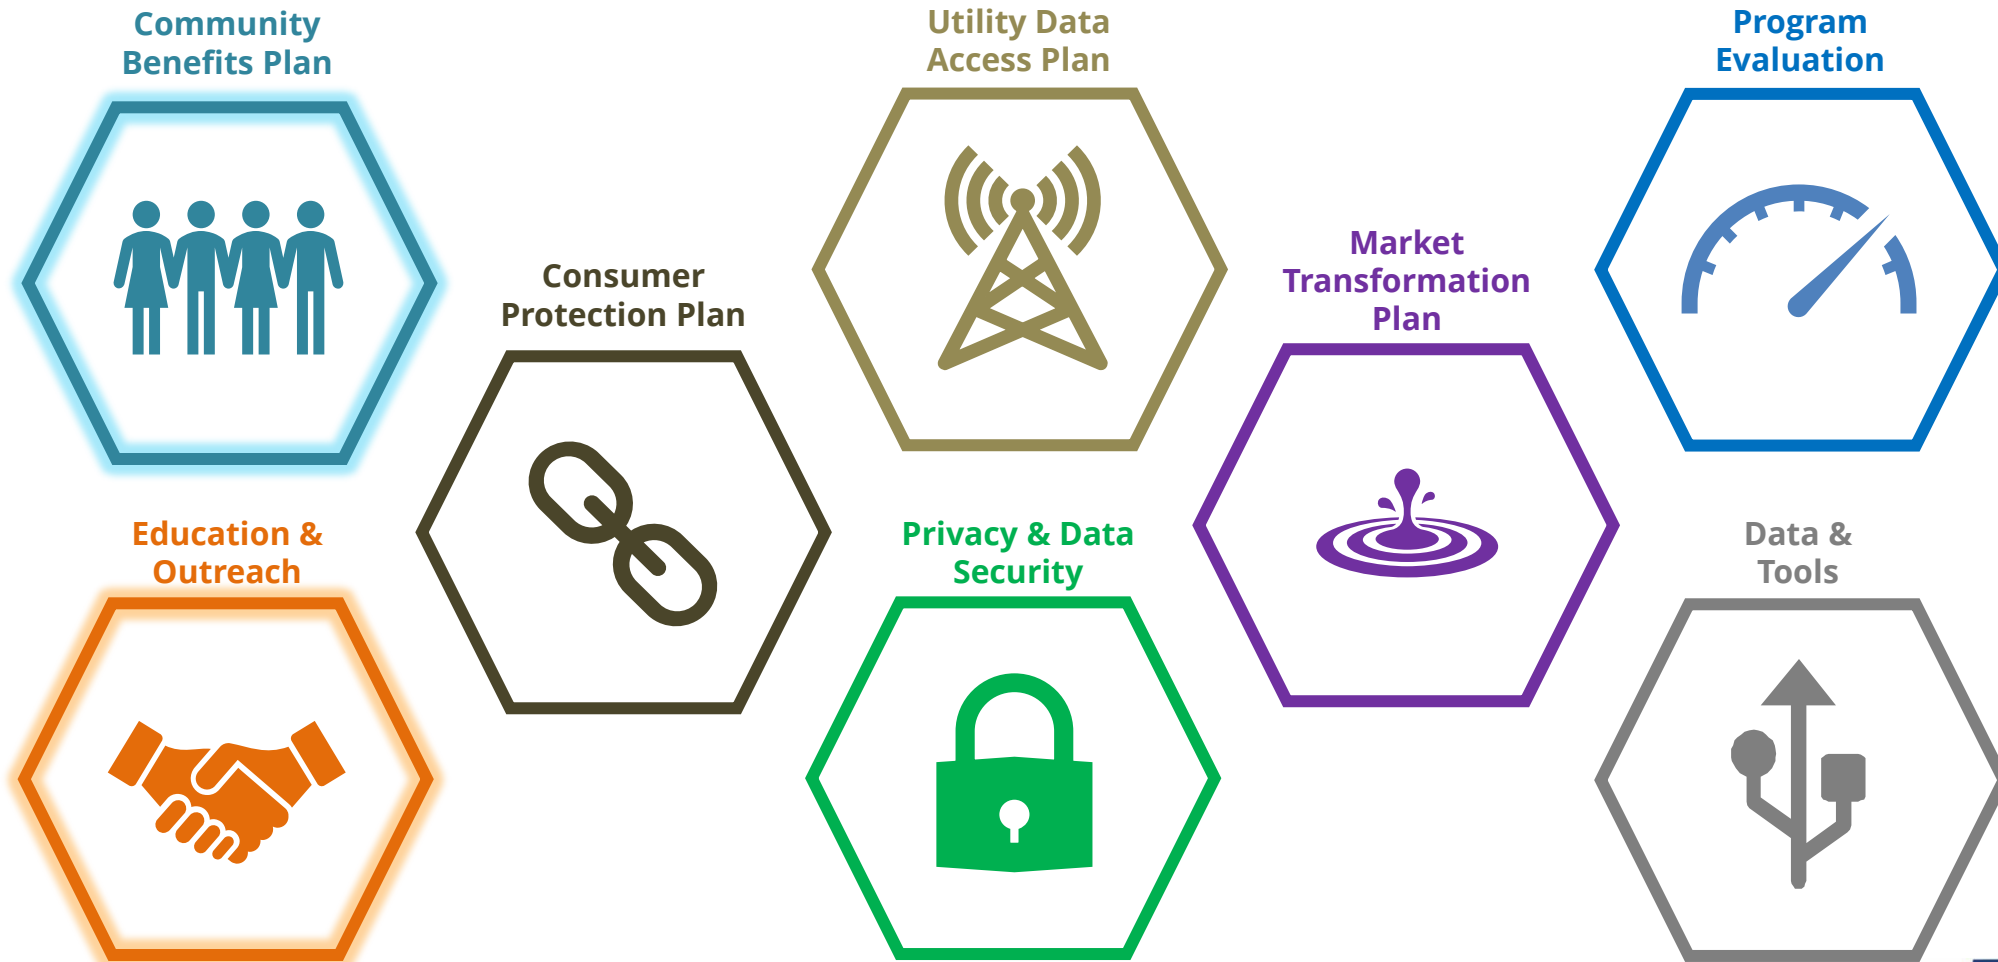 Community
Benefits Plan
Utility Data
Access Plan
Program
Evaluation
Consumer
Protection Plan
Market
Transformation
Plan
Education &
Outreach
Privacy & Data
Security
Data &
Tools